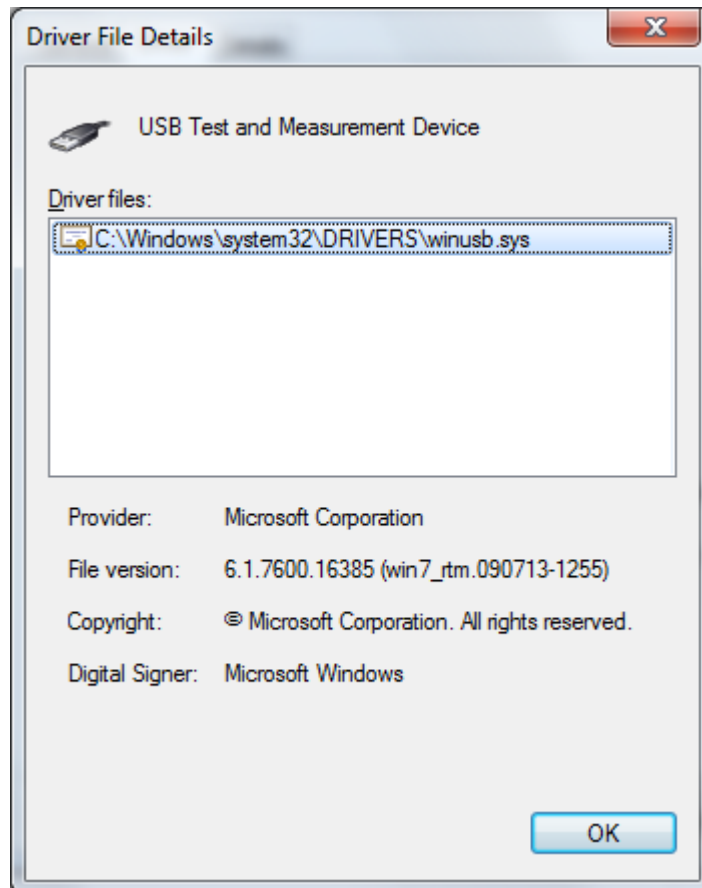 Driver File Details
USB Test and Measurement Device
Driver files:
C:\Windows\system32\DRIVERS\winusb.sys
Provider: Microsoft Corporation
File version: 6.1.7600.16385 (win7_rtm.090713-1255)
Copyright: © Microsoft Corporation. All rights reserved.
Digital Signer: Microsoft Windows
OK